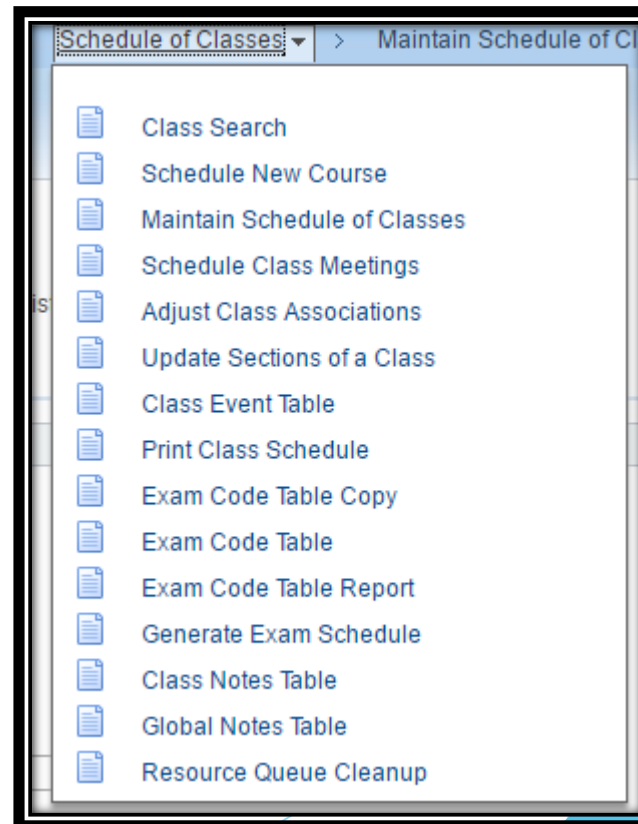 Schedule of Classes > Maintain Schedule of Cl
Class Search
Schedule New Course
Maintain Schedule of Classes
Schedule Class Meetings
is
Adjust Class Associations
Update Sections of a Class
Class Event Table
Print Class Schedule
Exam Code Table Copy
Exam Code Table
Exam Code Table Report
Generate Exam Schedule
Class Notes Table
Global Notes Table
Resource Queue Cleanup